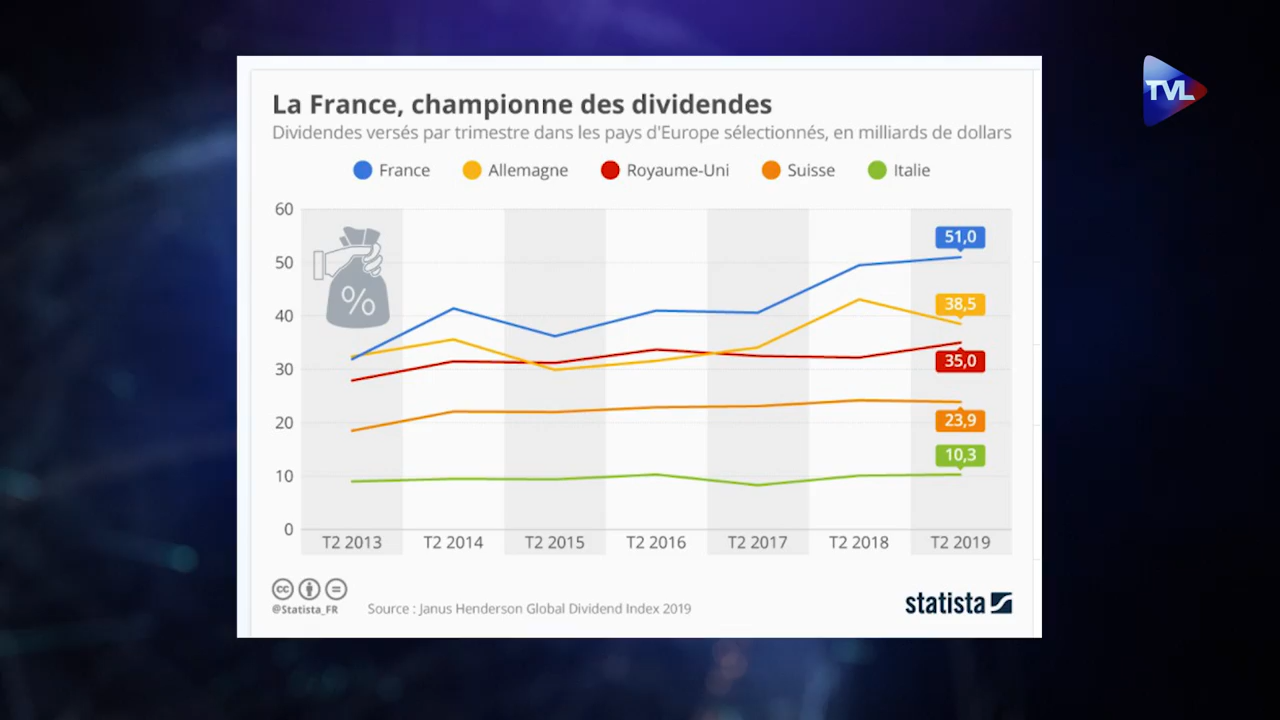 TVL
La France, championne des dividendes
Dividendes versés par trimestre dans les pays d'Europe sélectionnés, en milliards de dollars
France Allemagne Royaume-Uni Suisse Italie
60
50
40
30
20
10
0
%
51,0
38,5
35,0
23,9
10,3
T2 2013 T2 2014 T2 2015 T2 2016 T2 2017 T2 2018 T2 2019
cc
@Statista_FR
Source : Janus Henderson Global Dividend Index 2019
statista